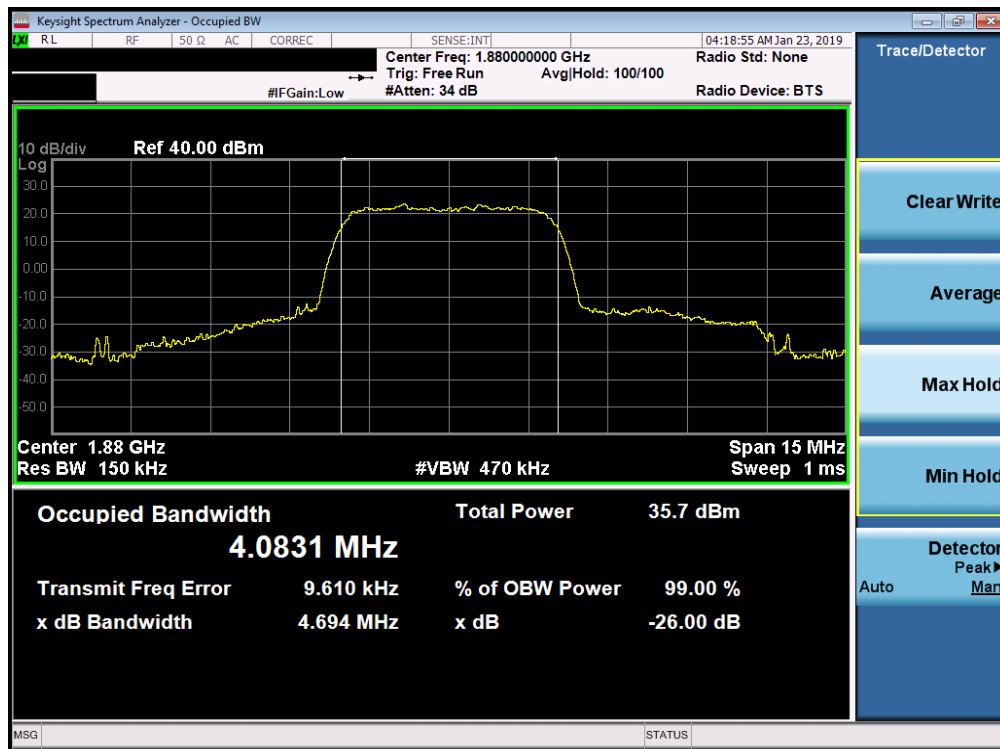 Keysight Spectrum Analyzer - Occupied BW
LXI RL RF 50 Ω AC CORREC SENSE:INT 04:18:55 AM Jan 23, 2019
Center Freq: 1.880000000 GHz Radio Std: None
Trig: Free Run Avg|Hold: 100/100
#IFGain:Low #Atten: 34 dB Radio Device: BTS
Trace/Detector
10 dB/div Ref 40.00 dBm
Log
30.0
20.0
10.0
0.00
-10.0
-20.0
-30.0
-40.0
-50.0
Center 1.88 GHz Span 15 MHz
Res BW 150 kHz #VBW 470 kHz Sweep 1 ms
Clear Write
Average
Max Hold
Min Hold
Detector
Peak▶
Auto Man
Occupied Bandwidth Total Power 35.7 dBm
4.0831 MHz
Transmit Freq Error 9.610 kHz % of OBW Power 99.00 %
x dB Bandwidth 4.694 MHz x dB -26.00 dB
MSG STATUS